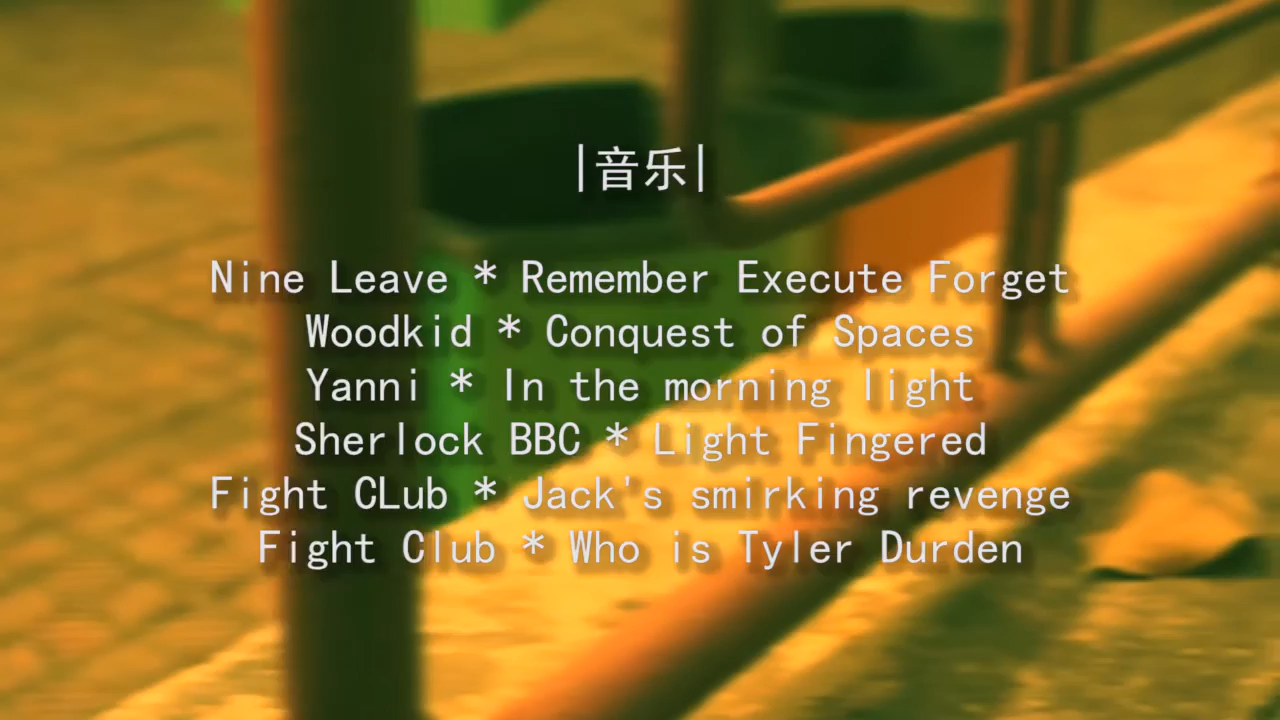 |音乐|
Nine Leave * Remember Execute Forget
Woodkid * Conquest of Spaces
Yanni * In the morning light
Sherlock BBC * Light Fingered
Fight CLub * Jack's smirking revenge
Fight Club * Who is Tyler Durden